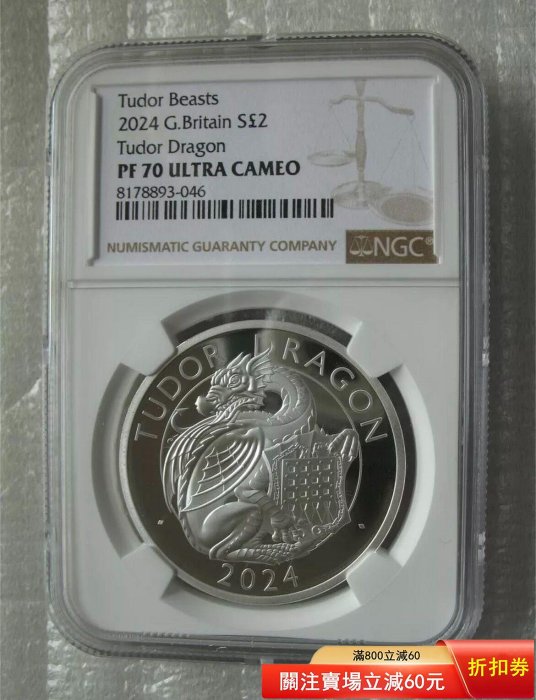 Tudor Beasts
2024 G.Britain S£2
Tudor Dragon
PF 70 ULTRA CAMEO
8178893-046
NUMISMATIC GUARANTY COMPANY
NGC®
TUDOR DRAGON
2024
滿800立減60
關注賣場立減60元
折扣券